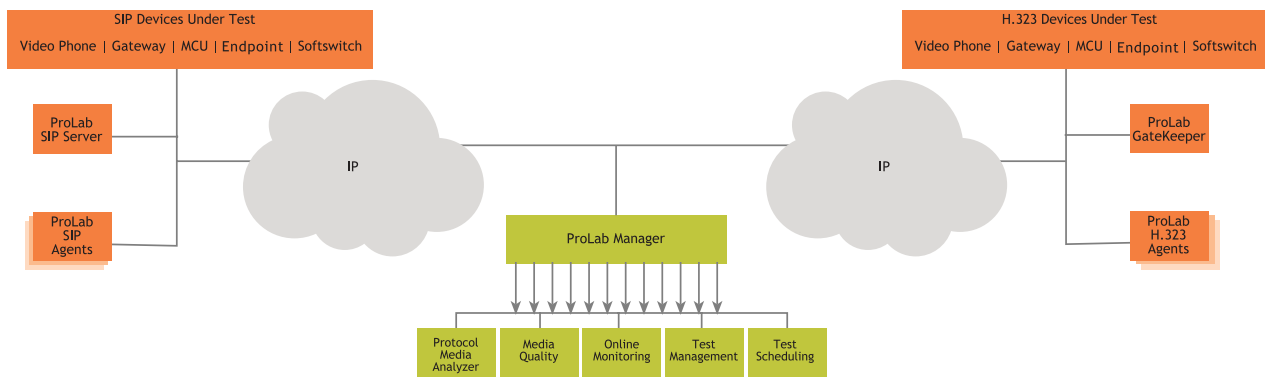 SIP Devices Under Test
Video Phone | Gateway | MCU | Endpoint | Softswitch
H.323 Devices Under Test
Video Phone | Gateway | MCU | Endpoint | Softswitch
ProLab
SIP Server
ProLab
GateKeeper
IP
IP
ProLab
SIP
Agents
ProLab Manager
ProLab
H.323
Agents
Protocol
Media
Analyzer
Media
Quality
Online
Monitoring
Test
Management
Test
Scheduling